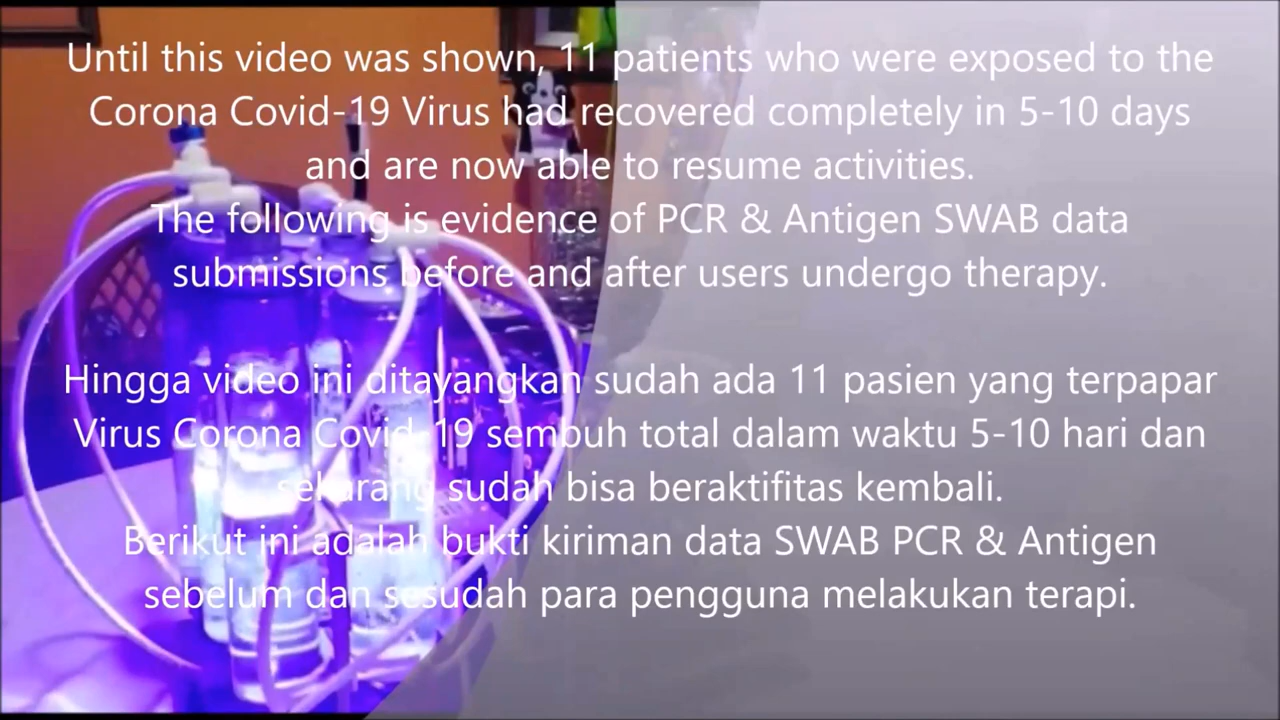 Until this video was shown, 11 patients who were exposed to the
Corona Covid-19 Virus had recovered completely in 5-10 days
and are now able to resume activities.
The following is evidence of PCR & Antigen SWAB data
submissions before and after users undergo therapy.
Hingga video ini ditayangkan sudah ada 11 pasien yang terpapar
Virus Corona Covid-19 sembuh total dalam waktu 5-10 hari dan
sekarang sudah bisa beraktifitas kembali.
Berikut ini adalah bukti kiriman data SWAB PCR & Antigen
sebelum dan sesudah para pengguna melakukan terapi.